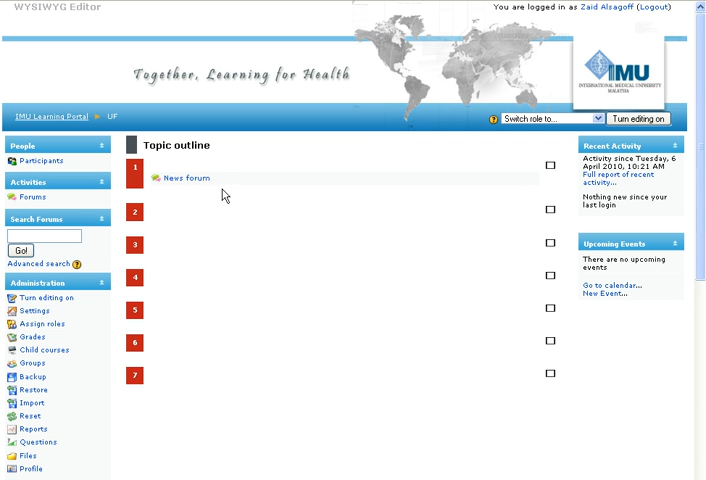 WYSIWYG Editor
You are logged in as Zaid Alsagoff (Logout)
Together, Learning for Health
IMU
INTERNATIONAL MEDICAL UNIVERSITY
MALAYSIA
IMU Learning Portal ► UF
Switch role to...
Turn editing on
People
Participants
Activities
Forums
Search Forums
Go!
Advanced search
Administration
Turn editing on
Settings
Assign roles
Grades
Child courses
Groups
Backup
Restore
Import
Reset
Reports
Questions
Files
Profile
Topic outline
1
News forum
2
3
4
5
6
7
Recent Activity
Activity since Tuesday, 6
April 2010, 10:21 AM
Full report of recent
activity...
Nothing new since your
last login
Upcoming Events
There are no upcoming
events
Go to calendar...
New Event...